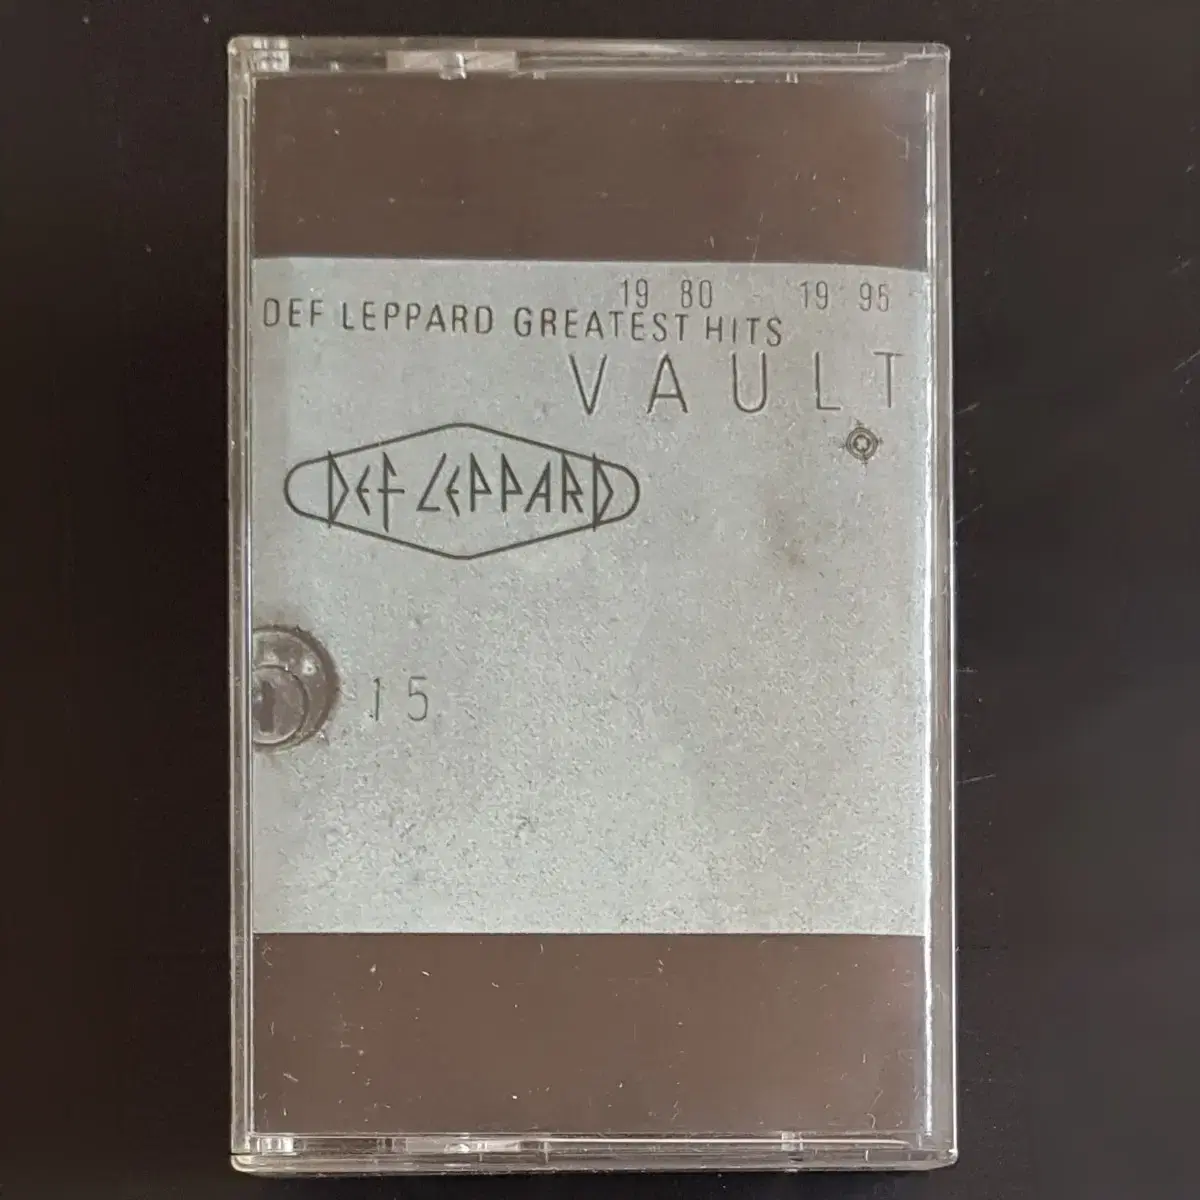 19 80 - 19 95
DEF LEPPARD GREATEST HITS
VAULT
DEF LEPPARD
15